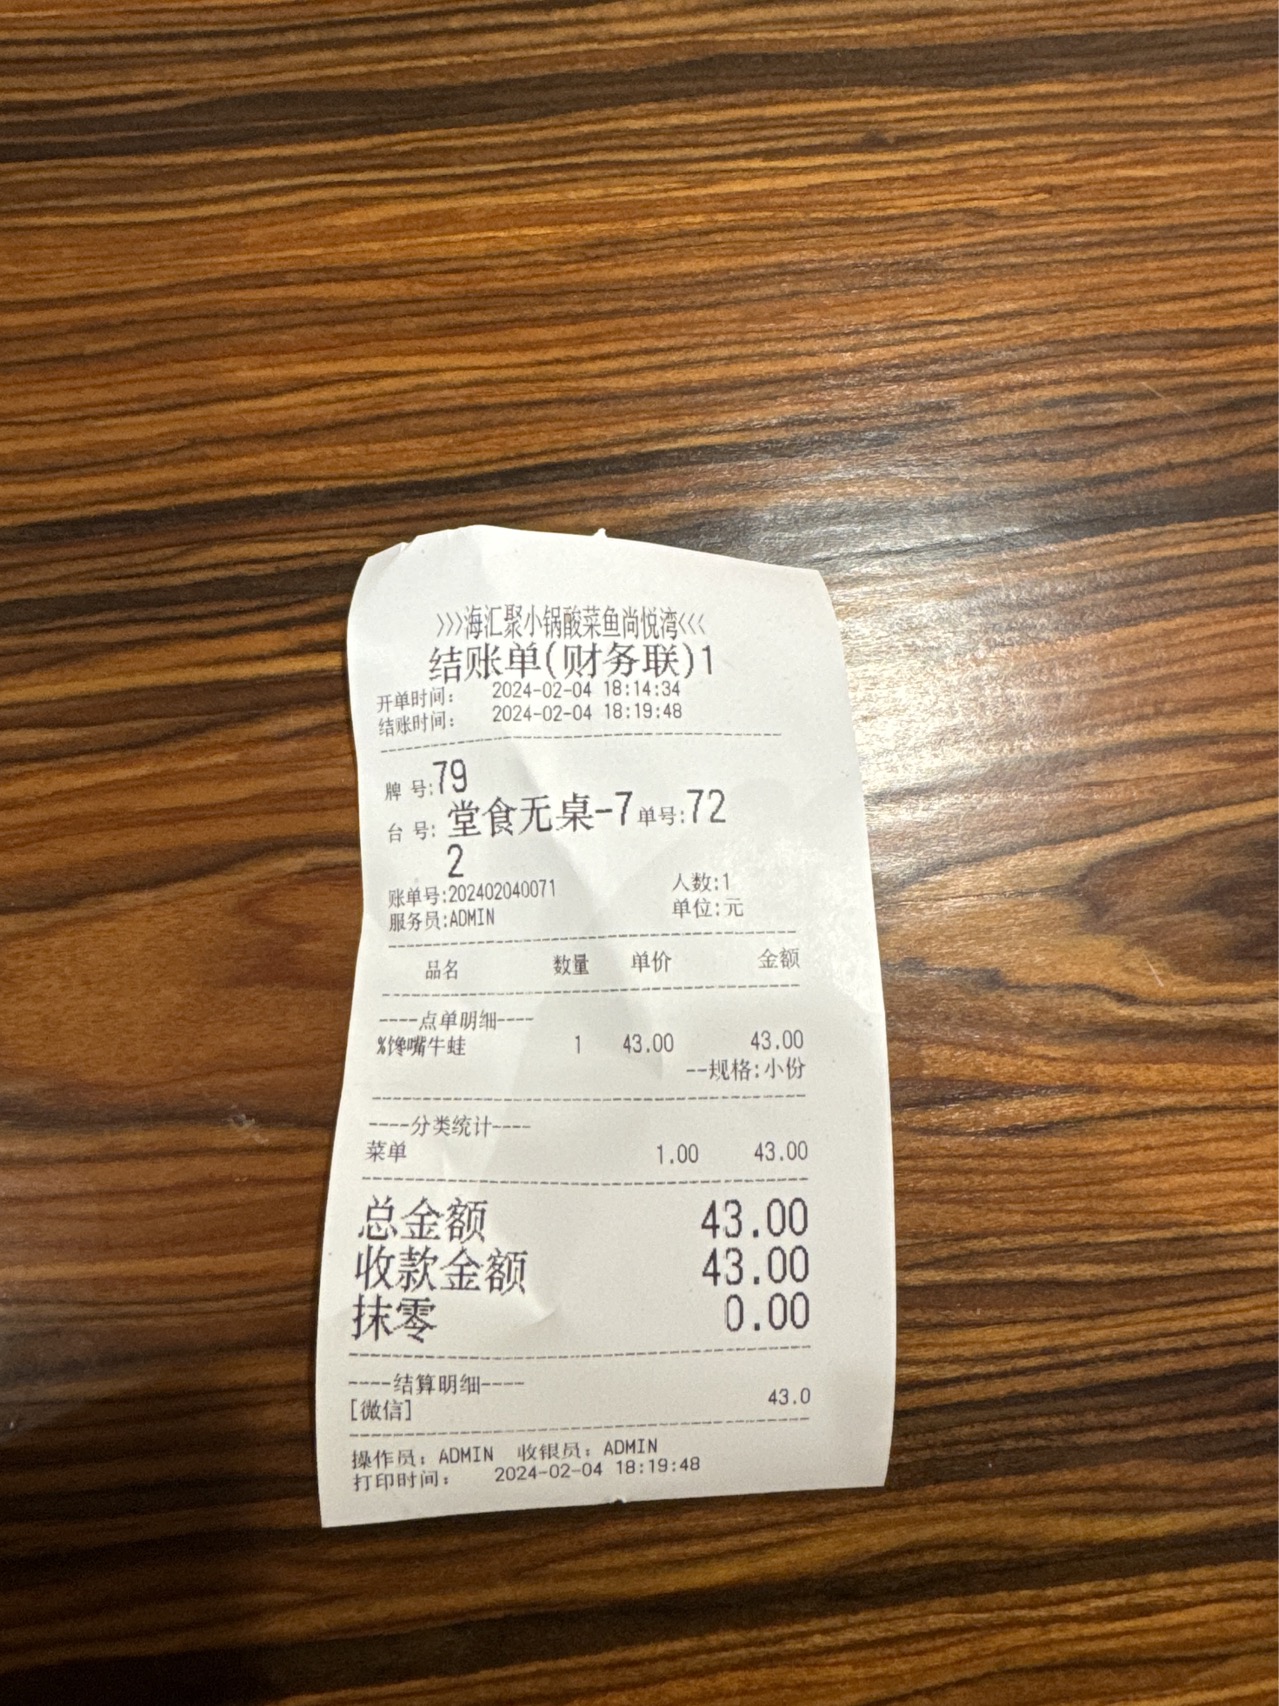 >>>海汇聚小锅酸菜鱼尚悦湾<<<
结账单(财务联)1
开单时间: 2024-02-04 18:14:34
结账时间: 2024-02-04 18:19:48
牌 号:79
台 号: 堂食无桌-7 单号:72
2
账单号:202402040071 人数:1
服务员:ADMIN 单位:元
品名 数量 单价 金额
----点单明细----
%馋嘴牛蛙 1 43.00 43.00
--规格:小份
----分类统计----
菜单 1.00 43.00
总金额 43.00
收款金额 43.00
抹零 0.00
----结算明细----
[微信] 43.0
操作员: ADMIN 收银员: ADMIN
打印时间: 2024-02-04 18:19:48